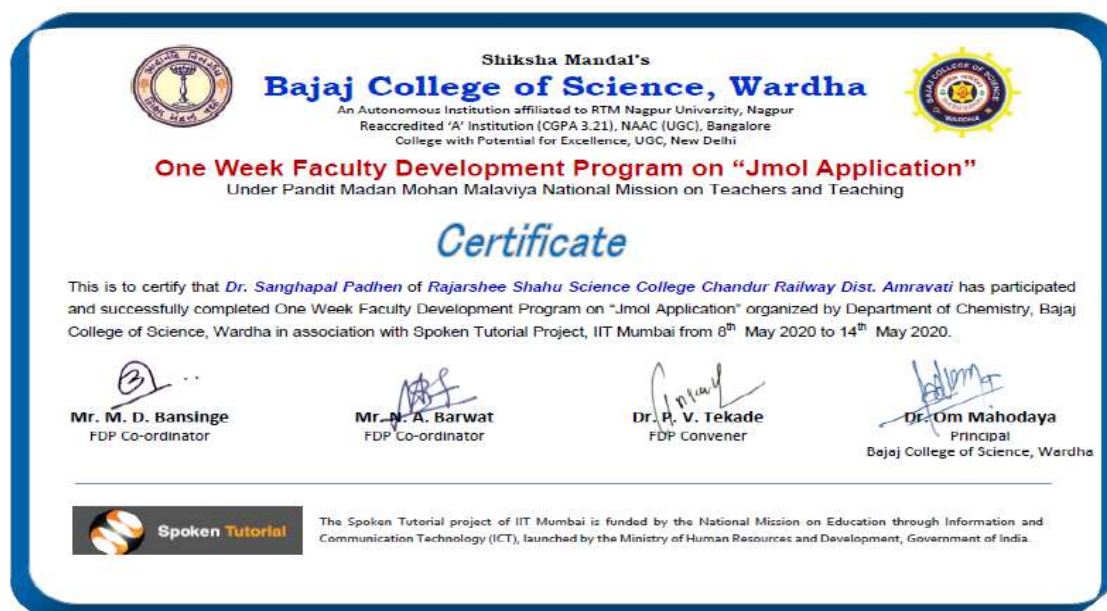 Shiksha Mandal's
Bajaj College of Science, Wardha
An Autonomous Institution affiliated to RTM Nagpur University, Nagpur
Reaccredited 'A' Institution (CGPA 3.21), NAAC (UGC), Bangalore
College with Potential for Excellence, UGC, New Delhi
One Week Faculty Development Program on “Jmol Application”
Under Pandit Madan Mohan Malaviya National Mission on Teachers and Teaching
Certificate
This is to certify that Dr. Sanghapal Padhen of Rajarshee Shahu Science College Chandur Railway Dist. Amravati has participated
and successfully completed One Week Faculty Development Program on “Jmol Application” organized by Department of Chemistry, Bajaj
College of Science, Wardha in association with Spoken Tutorial Project, IIT Mumbai from 8th May 2020 to 14th May 2020.
Mr. M. D. Bansinge
FDP Co-ordinator
Mr. N. A. Barwat
FDP Co-ordinator
Dr. P. V. Tekade
FDP Convener
Dr. Om Mahodaya
Principal
Bajaj College of Science, Wardha
Spoken Tutorial
The Spoken Tutorial project of IIT Mumbai is funded by the National Mission on Education through Information and
Communication Technology (ICT), launched by the Ministry of Human Resources and Development, Government of India.